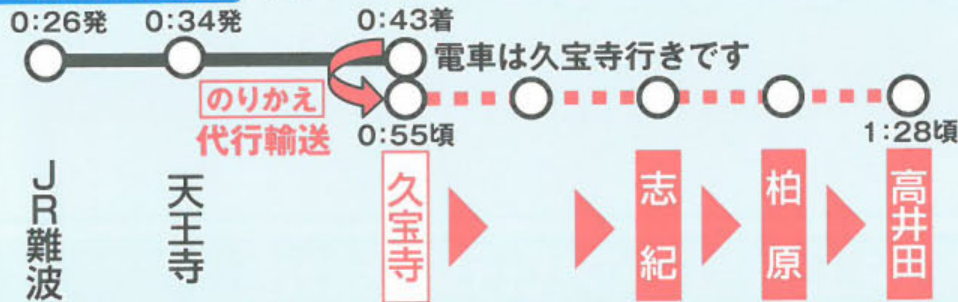 0:26発 0:34発 0:43着
電車は久宝寺行きです
のりかえ
代行輸送
0:55頃
1:28頃
JR難波
天王寺
久宝寺
志紀
柏原
高井田